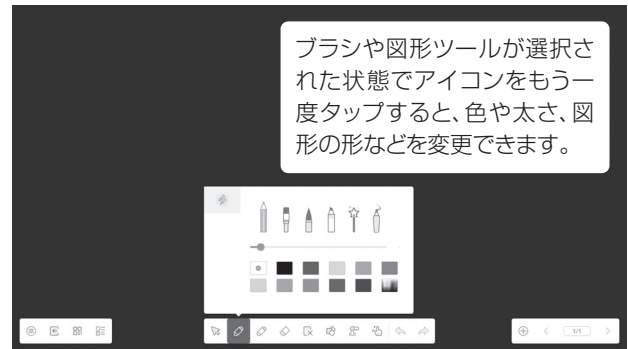 ブラシや図形ツールが選択さ
れた状態でアイコンをもう一
度タップすると、色や太さ、図
形の形などを変更できます。
1/1